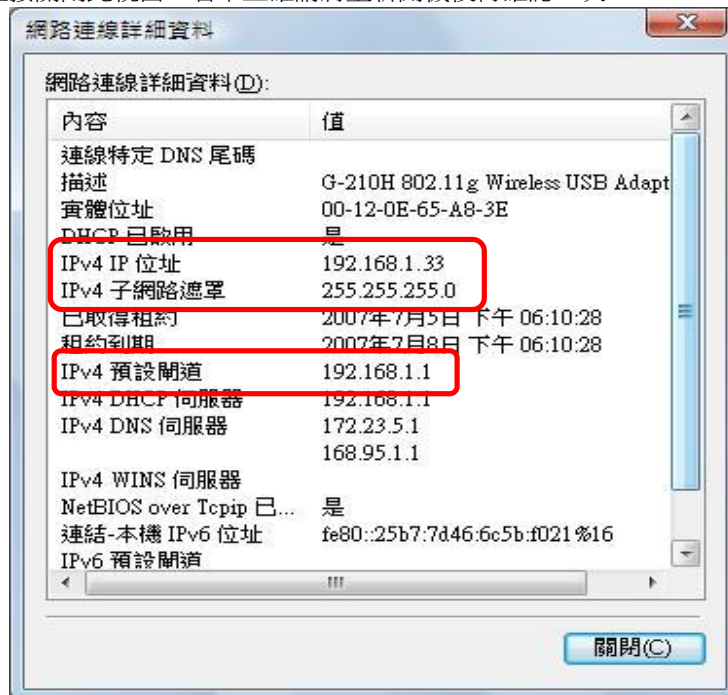 網路連線詳細資料
網路連線詳細資料(D):
內容 值
連線特定 DNS 尾碼
描述 G-210H 802.11g Wireless USB Adapt
實體位址 00-12-0E-65-A8-3E
DHCP 已啟用 是
IPv4 IP 位址 192.168.1.33
IPv4 子網路遮罩 255.255.255.0
已取得租約 2007年7月5日 下午 06:10:28
租約到期 2007年7月8日 下午 06:10:28
IPv4 預設閘道 192.168.1.1
IPv4 DHCP 伺服器 192.168.1.1
IPv4 DNS 伺服器 172.23.5.1
168.95.1.1
IPv4 WINS 伺服器
NetBIOS over Tcpip 已... 是
連結-本機 IPv6 位址 fe80::25b7:7d46:6c5b:f021%16
IPv6 預設閘道
關閉(C)